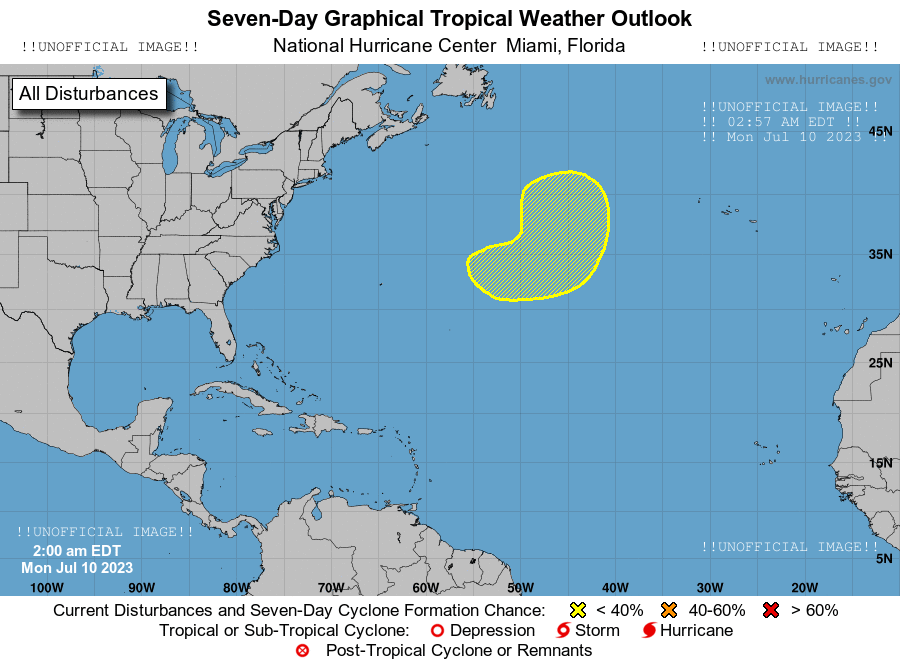 Seven-Day Graphical Tropical Weather Outlook
!!UNOFFICIAL IMAGE!! National Hurricane Center Miami, Florida !!UNOFFICIAL IMAGE!!
www.hurricanes.gov
All Disturbances
!!UNOFFICIAL IMAGE!!
!! 02:57 AM EDT !!
45N
!! Mon Jul 10 2023 !!
35N
25N
15N
!!UNOFFICIAL IMAGE!!
!!UNOFFICIAL IMAGE!!
2:00 am EDT
5N
Mon Jul 10 2023
100W 90W 80W 70W 60W 50W 40W 30W 20W
Current Disturbances and Seven-Day Cyclone Formation Chance: < 40% 40-60% > 60%
Tropical or Sub-Tropical Cyclone: Depression Storm Hurricane
Post-Tropical Cyclone or Remnants